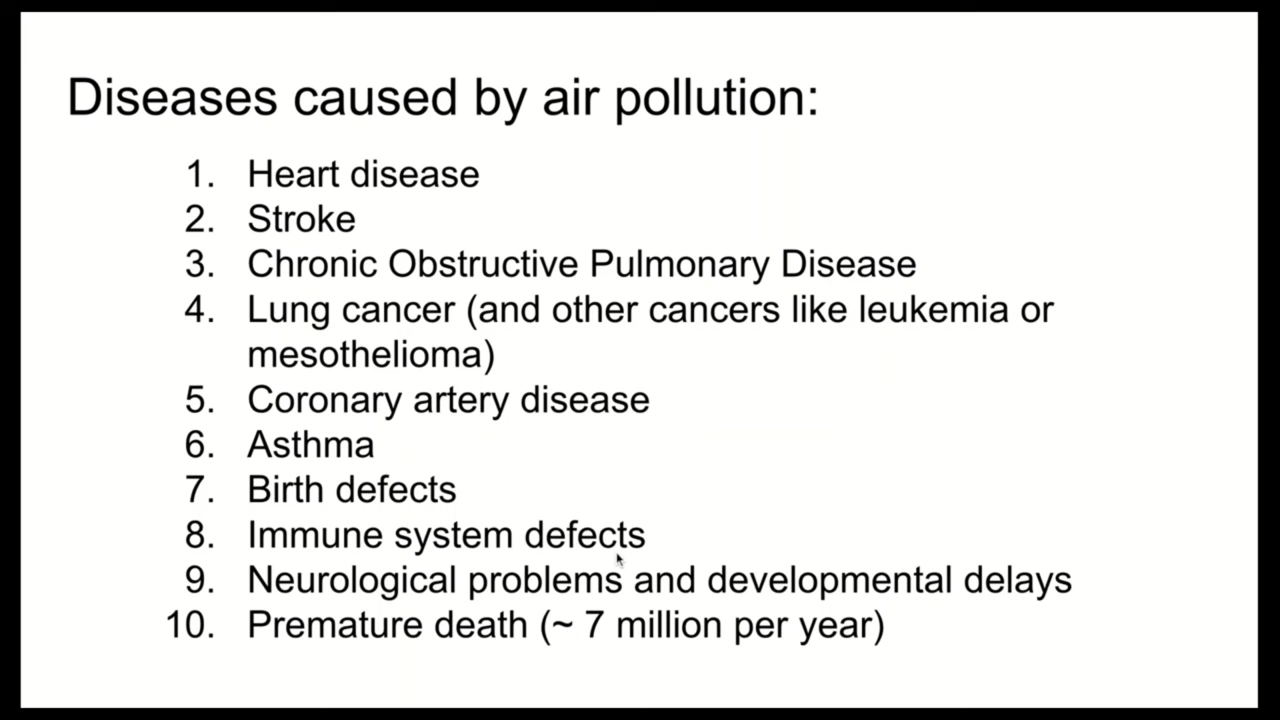 Diseases caused by air pollution:
1. Heart disease
2. Stroke
3. Chronic Obstructive Pulmonary Disease
4. Lung cancer (and other cancers like leukemia or
mesothelioma)
5. Coronary artery disease
6. Asthma
7. Birth defects
8. Immune system defects
9. Neurological problems and developmental delays
10. Premature death (~ 7 million per year)